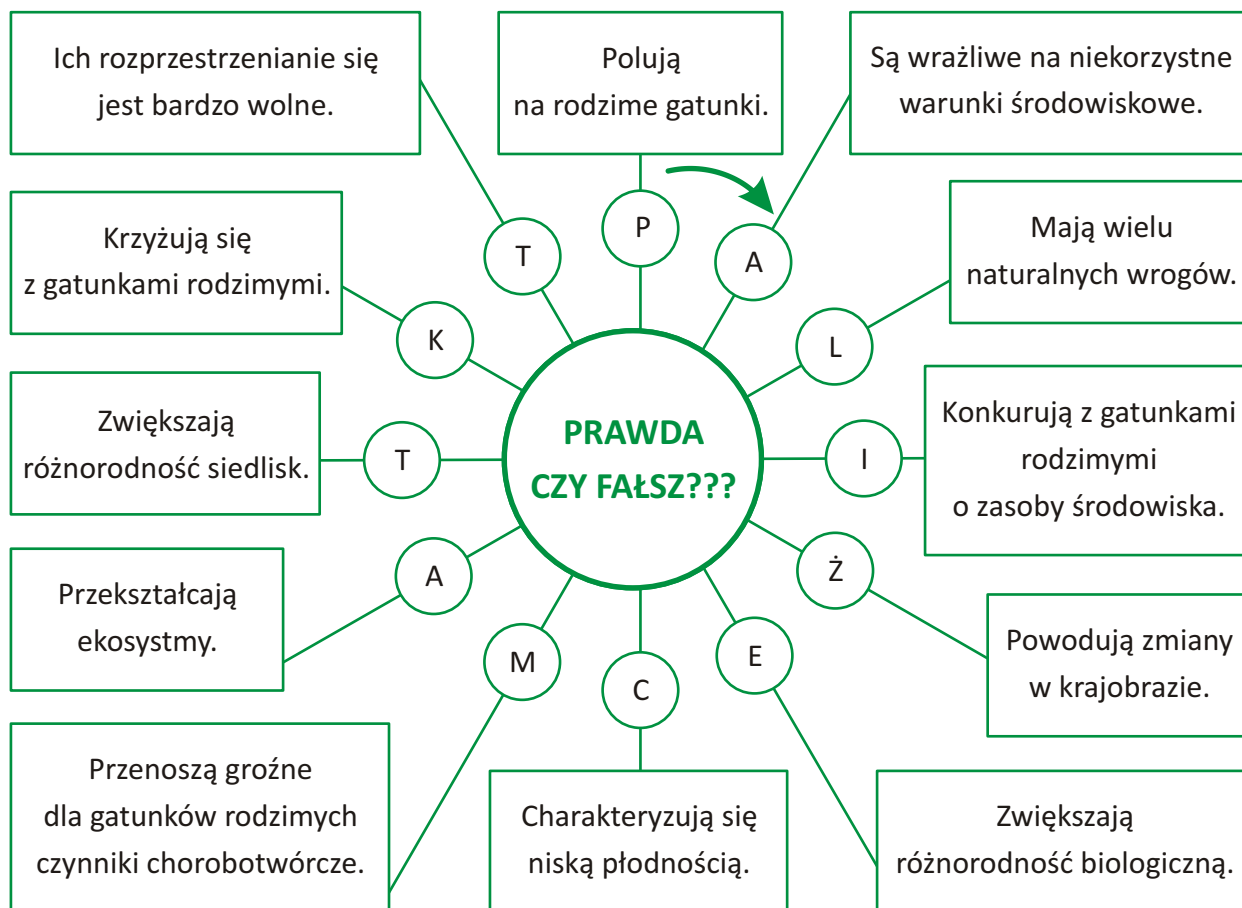 Ich rozprzestrzenianie się
jest bardzo wolne.
Polują
na rodzime gatunki.
Są wrażliwe na niekorzystne
warunki środowiskowe.
Krzyżują się
z gatunkami rodzimymi.
T
P
A
Mają wielu
naturalnych wrogów.
K
L
Zwiększają
różnorodność siedlisk.
T
PRAWDA
CZY FAŁSZ???
I
Konkurują z gatunkami
rodzimymi
o zasoby środowiska.
Przekształcają
ekosystmy.
A
Ż
M
C
E
Powodują zmiany
w krajobrazie.
Przenoszą groźne
dla gatunków rodzimych
czynniki chorobotwórcze.
Charakteryzują się
niską płodnością.
Zwiększają
różnorodność biologiczną.